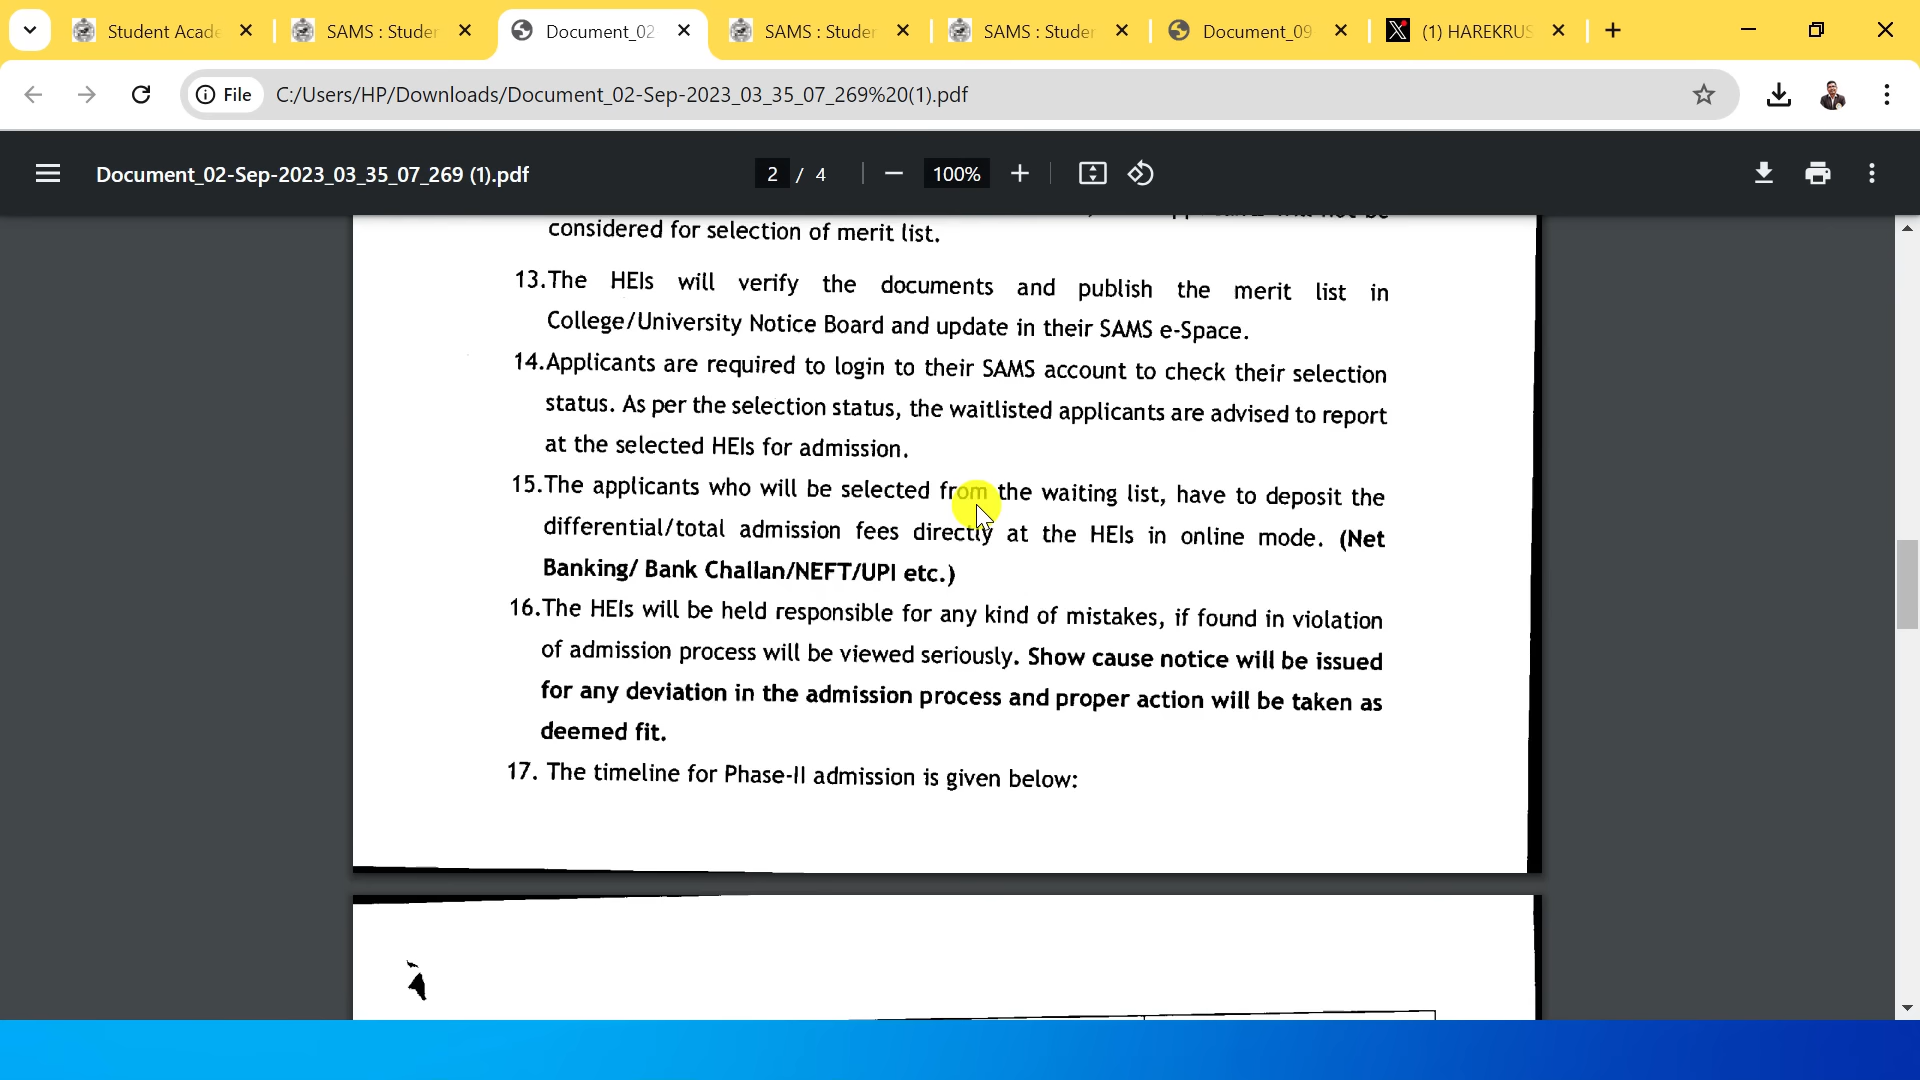 Student Acade
SAMS : Studer
Document_02-
SAMS : Studer
SAMS : Studer
Document_09
(1) HAREKRUS
File
C:/Users/HP/Downloads/Document_02-Sep-2023_03_35_07_269%20(1).pdf
Document_02-Sep-2023_03_35_07_269 (1).pdf
2 / 4
100%
considered for selection of merit list.
13.The HEIs will verify the documents and publish the merit list in
College/University Notice Board and update in their SAMS e-Space.
14.Applicants are required to login to their SAMS account to check their selection
status. As per the selection status, the waitlisted applicants are advised to report
at the selected HEIs for admission.
15.The applicants who will be selected from the waiting list, have to deposit the
differential/total admission fees directly at the HEIs in online mode. (Net
Banking/ Bank Challan/NEFT/UPI etc.)
16.The HEIs will be held responsible for any kind of mistakes, if found in violation
of admission process will be viewed seriously. Show cause notice will be issued
for any deviation in the admission process and proper action will be taken as
deemed fit.
17. The timeline for Phase-II admission is given below: